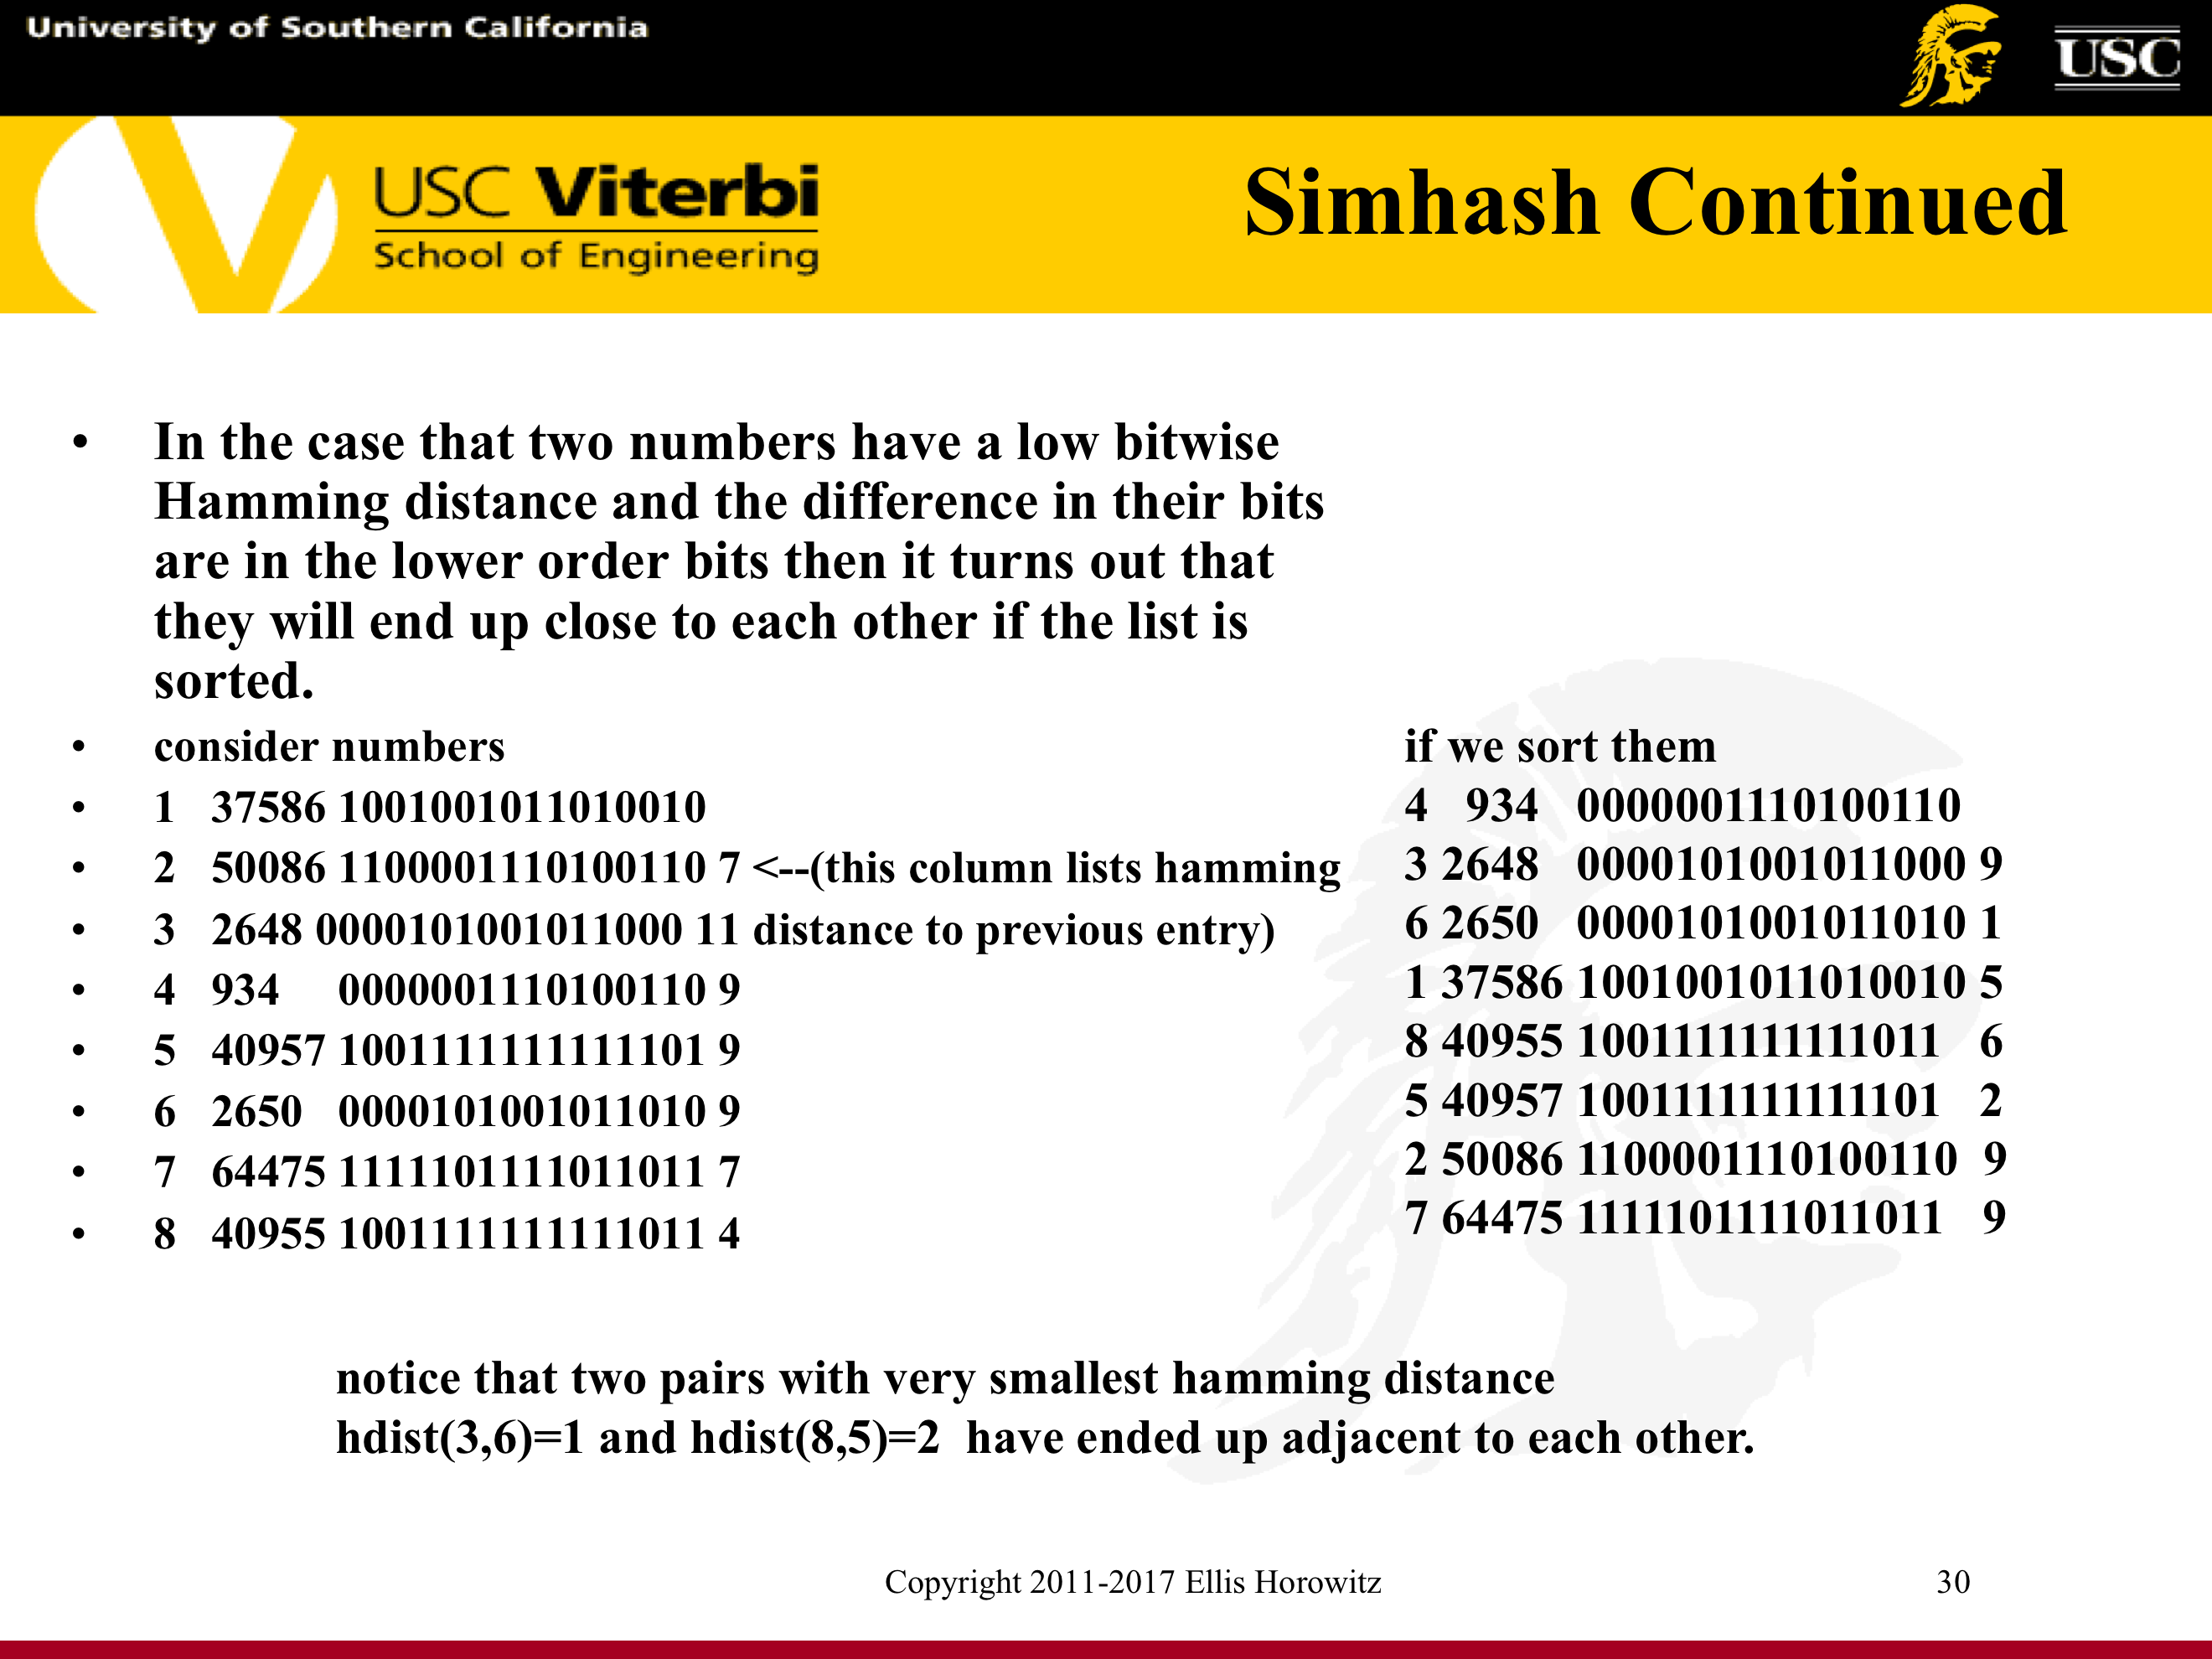 University of Southern California
USC
USC Viterbi
School of Engineering
Simhash Continued
• In the case that two numbers have a low bitwise
Hamming distance and the difference in their bits
are in the lower order bits then it turns out that
they will end up close to each other if the list is
sorted.
• consider numbers
• 1 37586 1001001011010010
• 2 50086 1100001110100110 7 <--(this column lists hamming
• 3 2648 0000101001011000 11 distance to previous entry)
• 4 934 0000001110100110 9
• 5 40957 1001111111111101 9
• 6 2650 0000101001011010 9
• 7 64475 1111101111011011 7
• 8 40955 1001111111111011 4
if we sort them
4 934 0000001110100110
3 2648 0000101001011000 9
6 2650 0000101001011010 1
1 37586 1001001011010010 5
8 40955 1001111111111011 6
5 40957 1001111111111101 2
2 50086 1100001110100110 9
7 64475 1111101111011011 9
notice that two pairs with very smallest hamming distance
hdist(3,6)=1 and hdist(8,5)=2 have ended up adjacent to each other.
Copyright 2011-2017 Ellis Horowitz
30